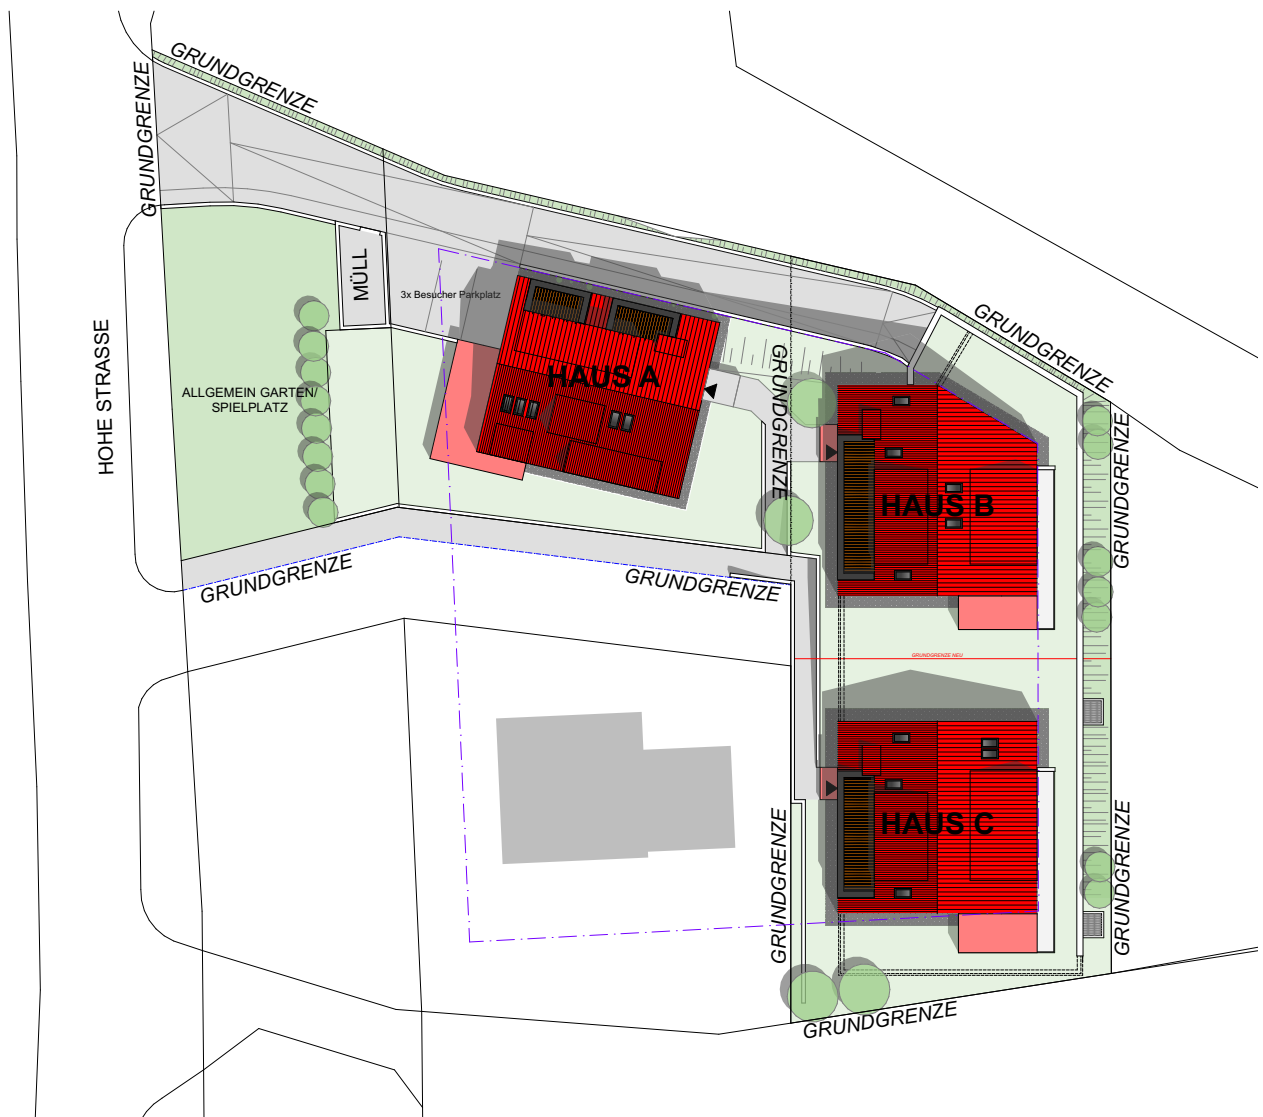 GRUNDGRENZE
GRUNDGRENZE
MÜLL
3x Besucher Parkplatz
GRUNDGRENZE
HOHE STRASSE
HAUS A
ALLGEMEIN GARTEN/
SPIELPLATZ
GRUNDGRENZE
GRUNDGRENZE
HAUS B
GRUNDGRENZE
GRUNDGRENZE
GRUNDGRENZE NEU
HAUS C
GRUNDGRENZE
GRUNDGRENZE
GRUNDGRENZE